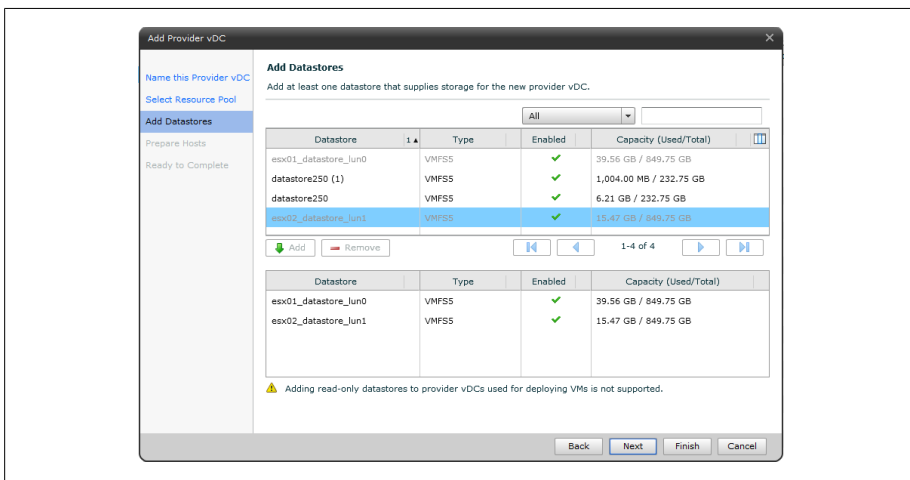 Add Provider vDC
Name this Provider vDC
Select Resource Pool
Add Datastores
Prepare Hosts
Ready to Complete
Add Datastores
Add at least one datastore that supplies storage for the new provider vDC.
All
Datastore 1 Type Enabled Capacity (Used/Total)
esx01_datastore_lun0 VMFS5 39.56 GB / 849.75 GB
datastore250 (1) VMFS5 1,004.00 MB / 232.75 GB
datastore250 VMFS5 6.21 GB / 232.75 GB
esx02_datastore_lun1 VMFS5 15.47 GB / 849.75 GB
Add Remove 1-4 of 4
Datastore Type Enabled Capacity (Used/Total)
esx01_datastore_lun0 VMFS5 39.56 GB / 849.75 GB
esx02_datastore_lun1 VMFS5 15.47 GB / 849.75 GB
Adding read-only datastores to provider vDCs used for deploying VMs is not supported.
Back Next Finish Cancel